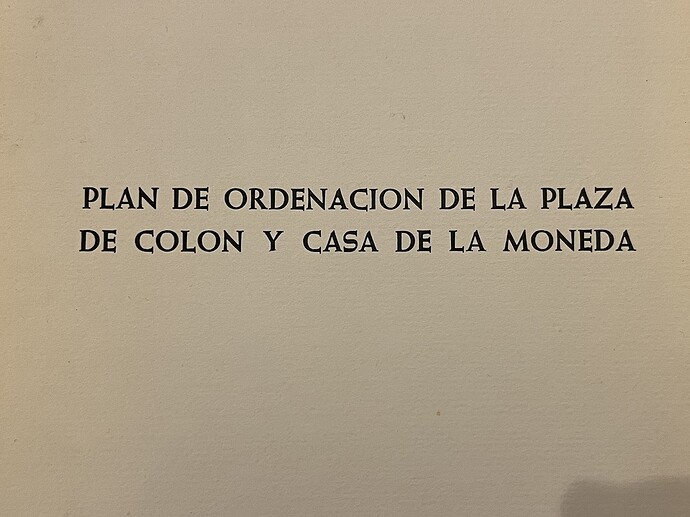 PLAN DE ORDENACION DE LA PLAZA
DE COLON Y CASA DE LA MONEDA